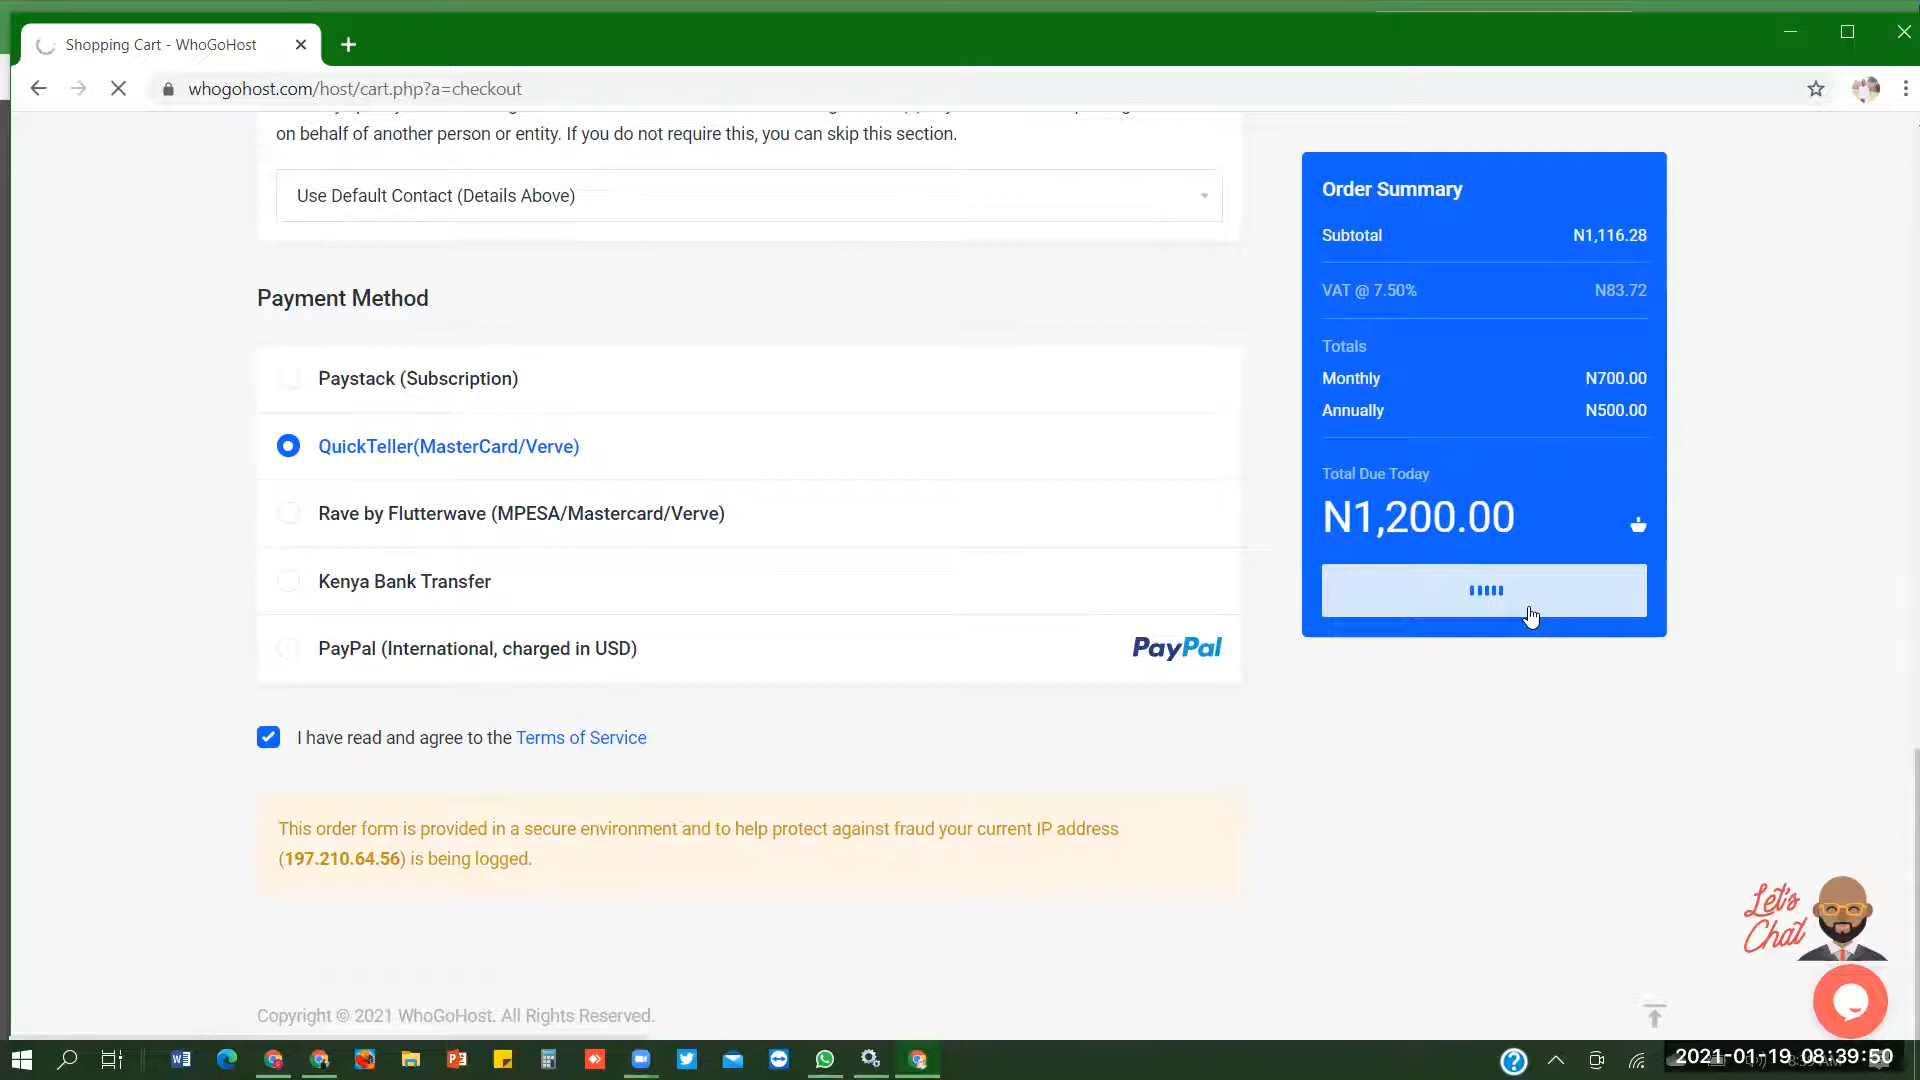 Shopping Cart - WhoGoHost
whogohost.com/host/cart.php?a=checkout
on behalf of another person or entity. If you do not require this, you can skip this section.
Use Default Contact (Details Above)
Payment Method
Paystack (Subscription)
QuickTeller(MasterCard/Verve)
Rave by Flutterwave (MPESA/Mastercard/Verve)
Kenya Bank Transfer
PayPal (International, charged in USD)
PayPal
I have read and agree to the Terms of Service
This order form is provided in a secure environment and to help protect against fraud your current IP address
(197.210.64.56) is being logged.
Copyright © 2021 WhoGoHost. All Rights Reserved.
Order Summary
Subtotal N1,116.28
VAT @ 7.50% N83.72
Totals
Monthly N700.00
Annually N500.00
Total Due Today
N1,200.00
Let's
Chat
2021-01-19 08:39:50